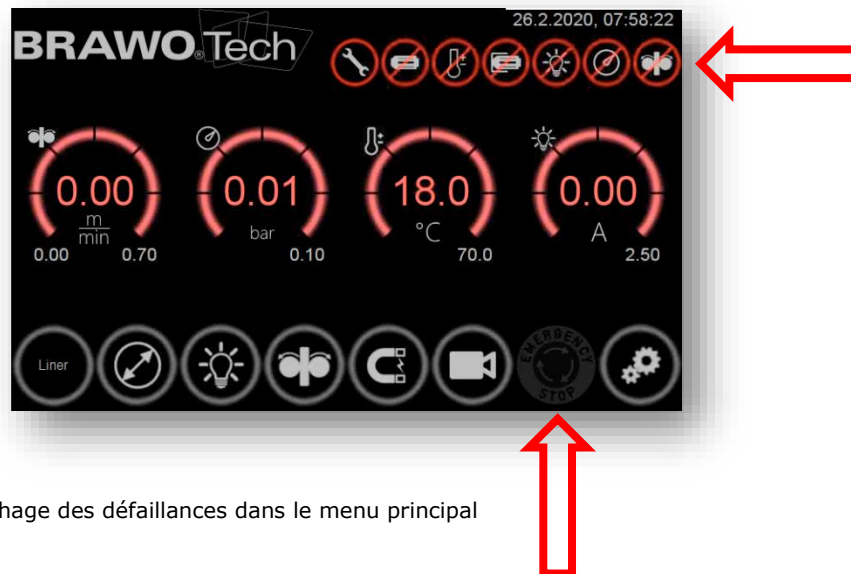 26.2.2020, 07:58:22
BRAWO® Tech
0.00
m
min
0.00 0.70
0.01
bar
0.10
18.0
°C
70.0
0.00
A
2.50
Liner
EMERGENCY
STOP
hage des défaillances dans le menu principal